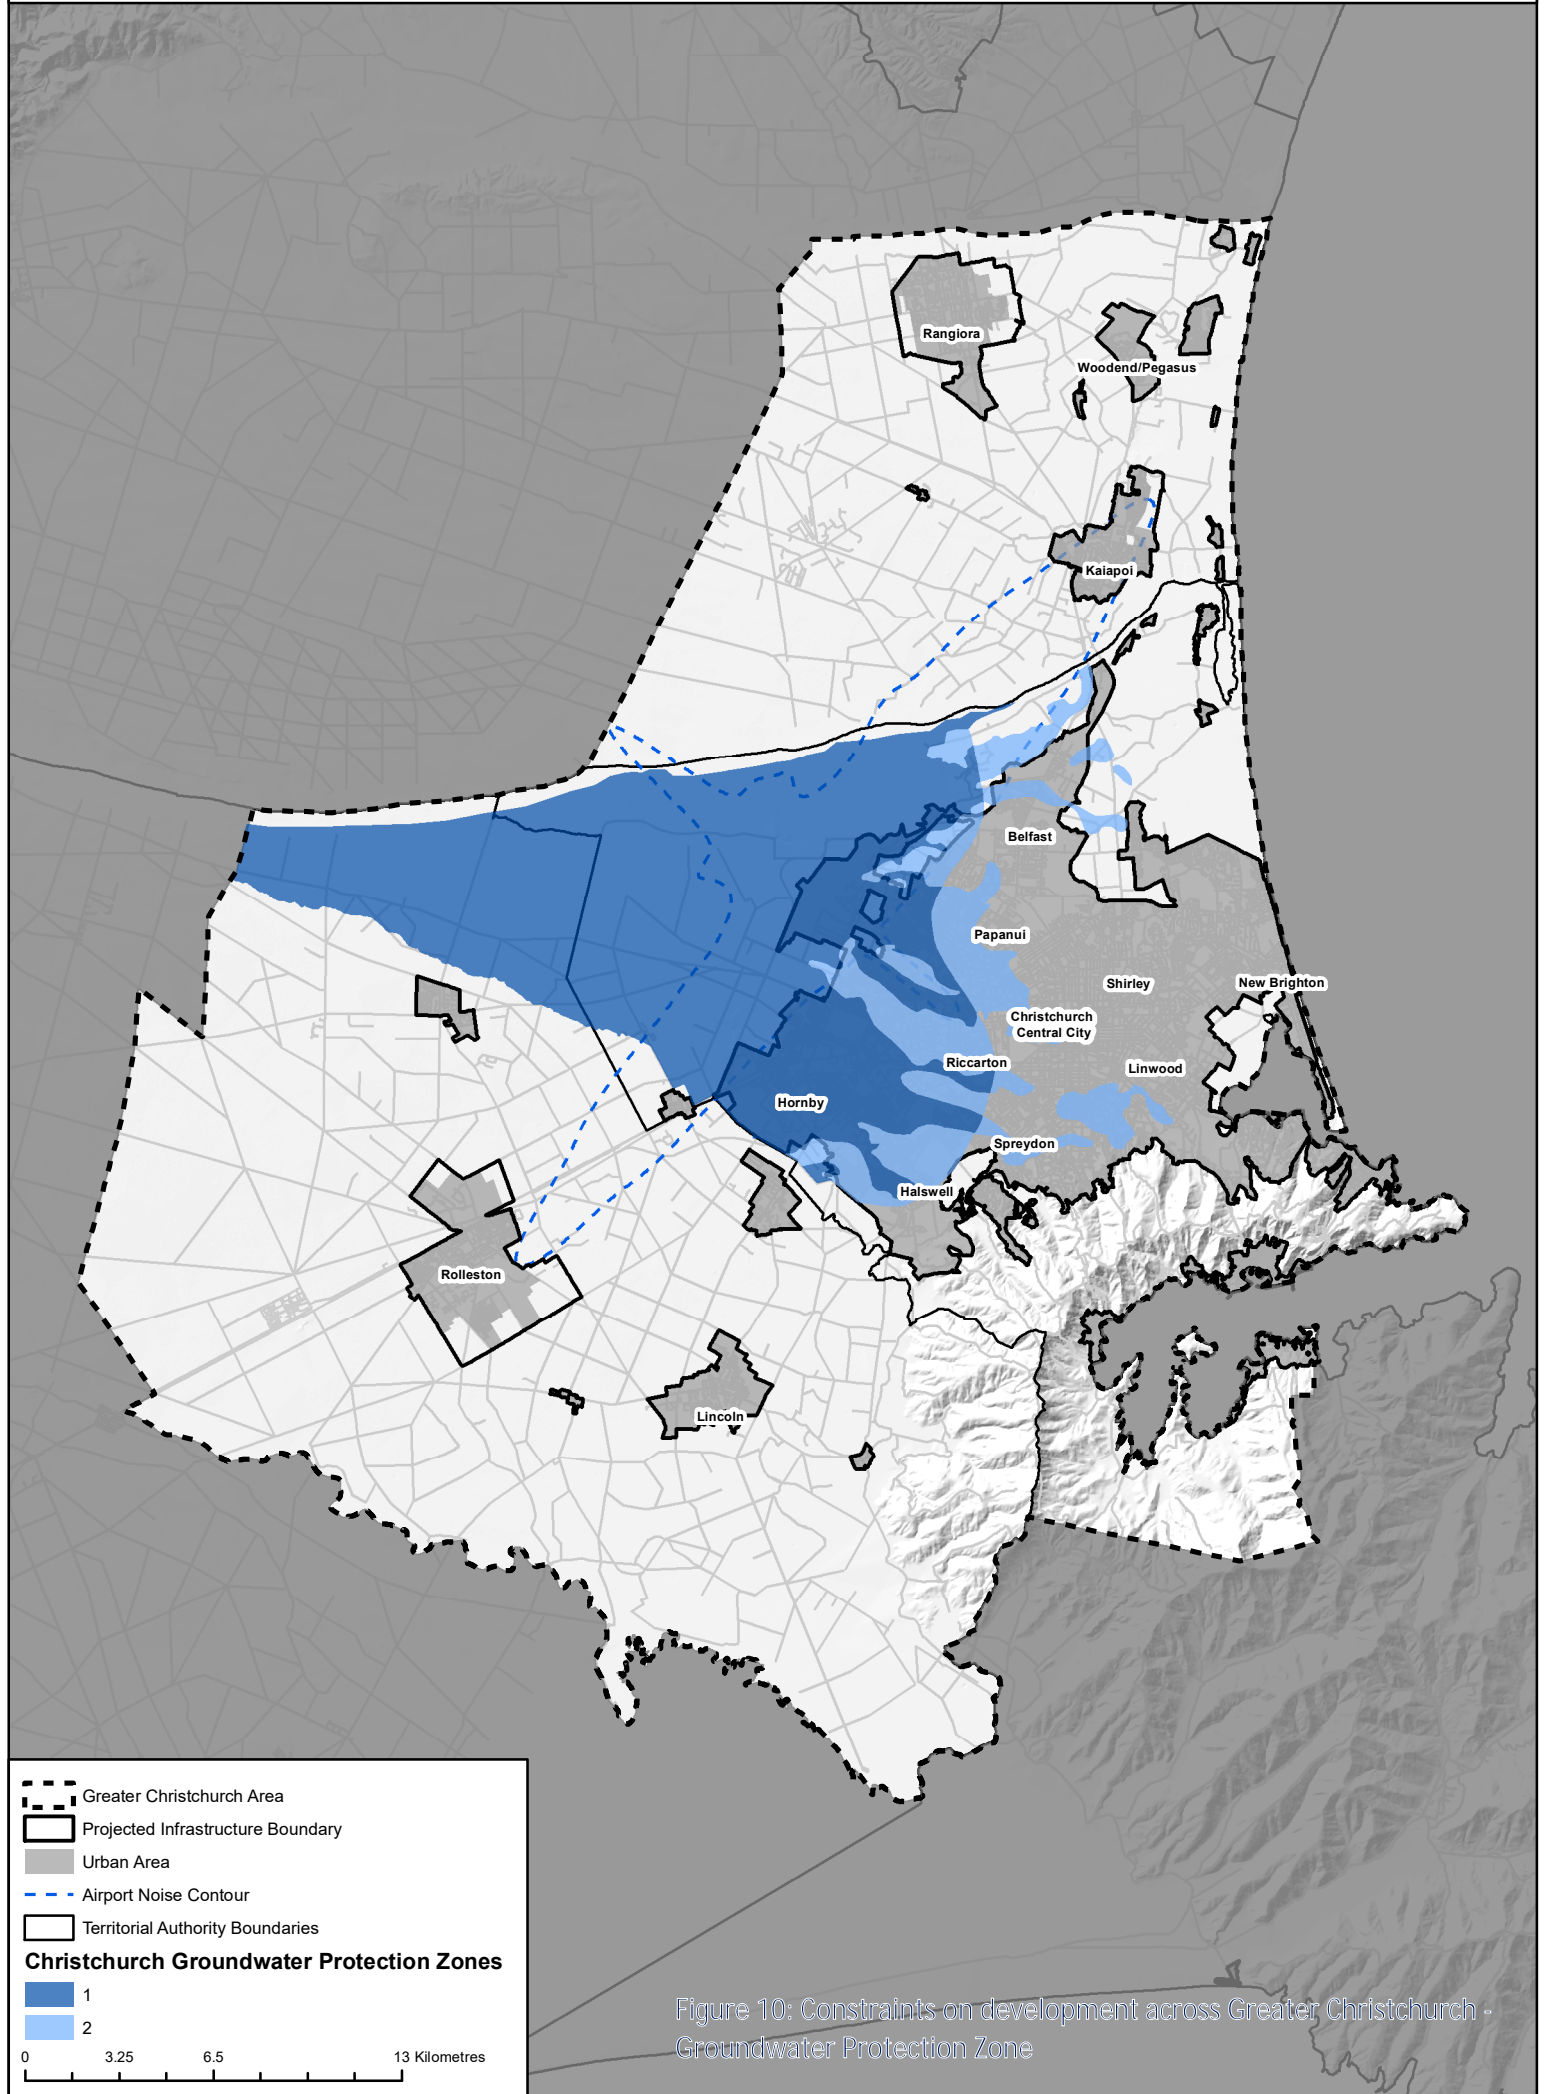 Rangiora
Woodend/Pegasus
Kaiapoi
Belfast
Papanui
Shirley
New Brighton
Christchurch
Central City
Riccarton
Linwood
Hornby
Spreydon
Halswell
Rolleston
Lincoln
Greater Christchurch Area
Projected Infrastructure Boundary
Urban Area
Airport Noise Contour
Territorial Authority Boundaries
Christchurch Groundwater Protection Zones
1
2
0 3.25 6.5 13 Kilometres
Figure 10: Constraints on development across Greater Christchurch -
Groundwater Protection Zone